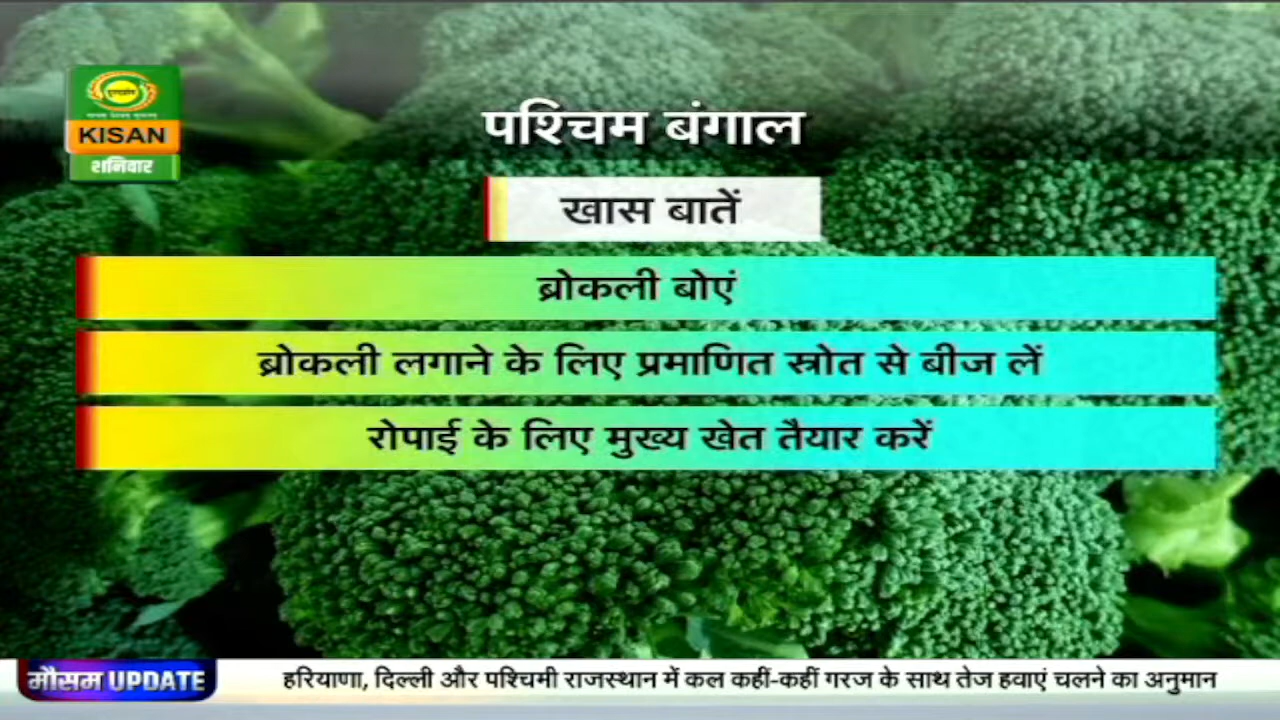 KISAN
शनिवार
पश्चिम बंगाल
खास बातें
ब्रोकली बोएं
ब्रोकली लगाने के लिए प्रमाणित स्रोत से बीज लें
रोपाई के लिए मुख्य खेत तैयार करें
मौसम UPDATE
हरियाणा, दिल्ली और पश्चिमी राजस्थान में कल कहीं-कहीं गरज के साथ तेज हवाएं चलने का अनुमान